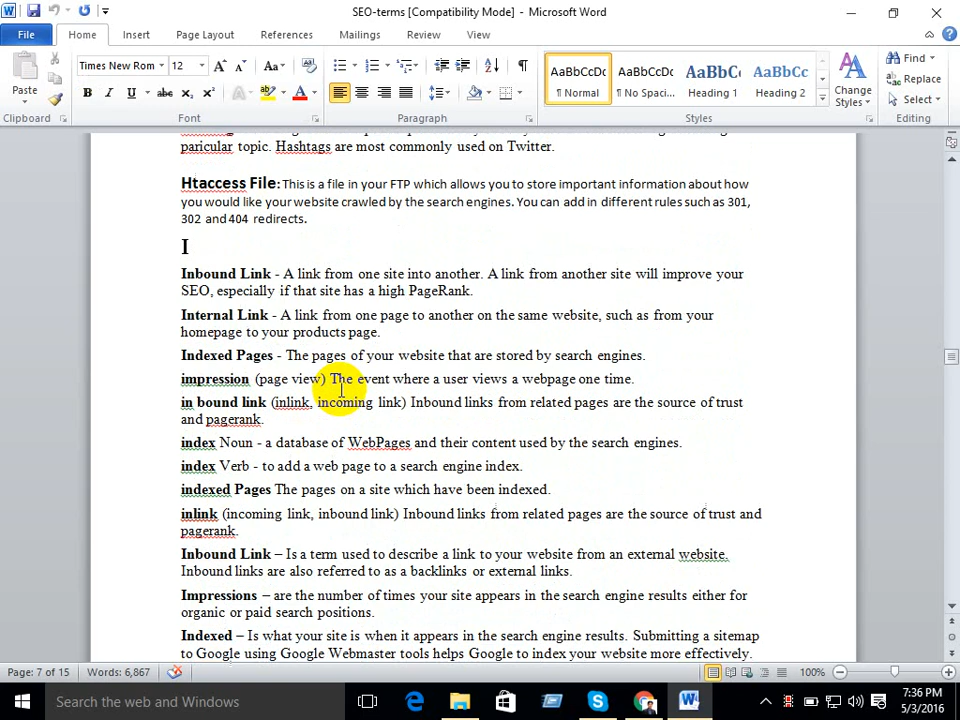 SEO-terms [Compatibility Mode] - Microsoft Word
File Home Insert Page Layout References Mailings Review View
Times New Rom 12 Aa
Paste
B I U abc X₂ X² A ab A
AaBbCcDc AaBbCcDc AaBbCc AaBbCc
¶ Normal ¶ No Spaci... Heading 1 Heading 2
Change Styles
Find
Replace
Select
Clipboard Font Paragraph Styles Editing
paricular topic. Hashtags are most commonly used on Twitter.
Htaccess File: This is a file in your FTP which allows you to store important information about how
you would like your website crawled by the search engines. You can add in different rules such as 301,
302 and 404 redirects.
I
Inbound Link - A link from one site into another. A link from another site will improve your
SEO, especially if that site has a high PageRank.
Internal Link - A link from one page to another on the same website, such as from your
homepage to your products page.
Indexed Pages - The pages of your website that are stored by search engines.
impression (page view) The event where a user views a webpage one time.
in bound link (inlink, incoming link) Inbound links from related pages are the source of trust
and pagerank.
index Noun - a database of WebPages and their content used by the search engines.
index Verb - to add a web page to a search engine index.
indexed Pages The pages on a site which have been indexed.
inlink (incoming link, inbound link) Inbound links from related pages are the source of trust and
pagerank.
Inbound Link – Is a term used to describe a link to your website from an external website.
Inbound links are also referred to as a backlinks or external links.
Impressions – are the number of times your site appears in the search engine results either for
organic or paid search positions.
Indexed – Is what your site is when it appears in the search engine results. Submitting a sitemap
to Google using Google Webmaster tools helps Google to index your website more effectively.
Page: 7 of 15 Words: 6,867 100%
Search the web and Windows
7:36 PM
5/3/2016